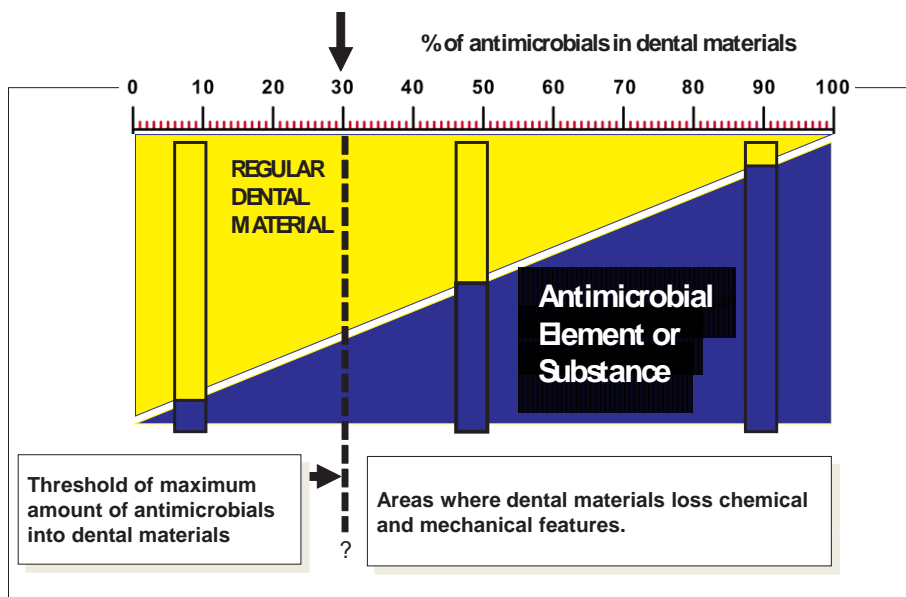 % of antimicrobials in dental materials
0 10 20 30 40 50 60 70 80 90 100
REGULAR
DENTAL
MATERIAL
Antimicrobial
Element or
Substance
Threshold of maximum
amount of antimicrobials
into dental materials
Areas where dental materials loss chemical
and mechanical features.
?